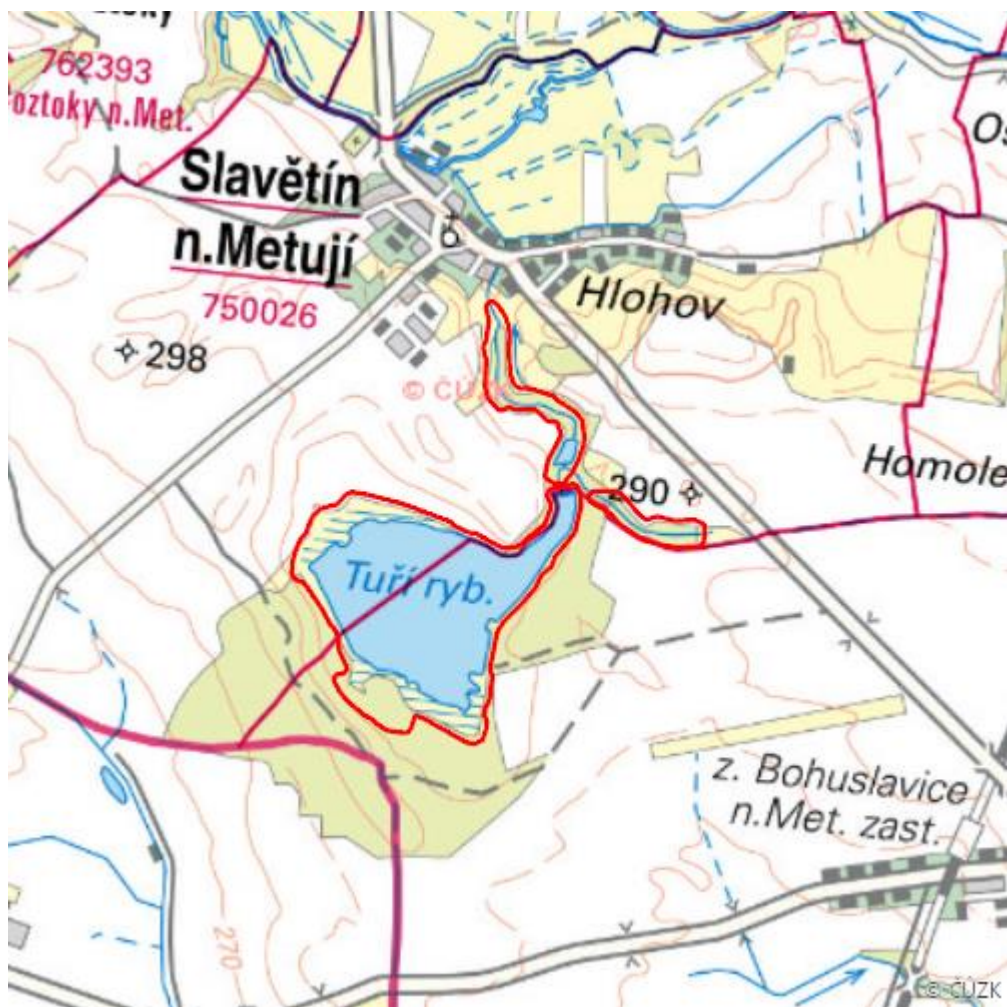 762393
oztoky n.Met.
Slavětín
n.Metují
750026
Hlohov
298
© ČÚZK
Homole
290
Tuří ryb.
z. Bohuslavice
n.Met. zast.
270
© ČÚZK